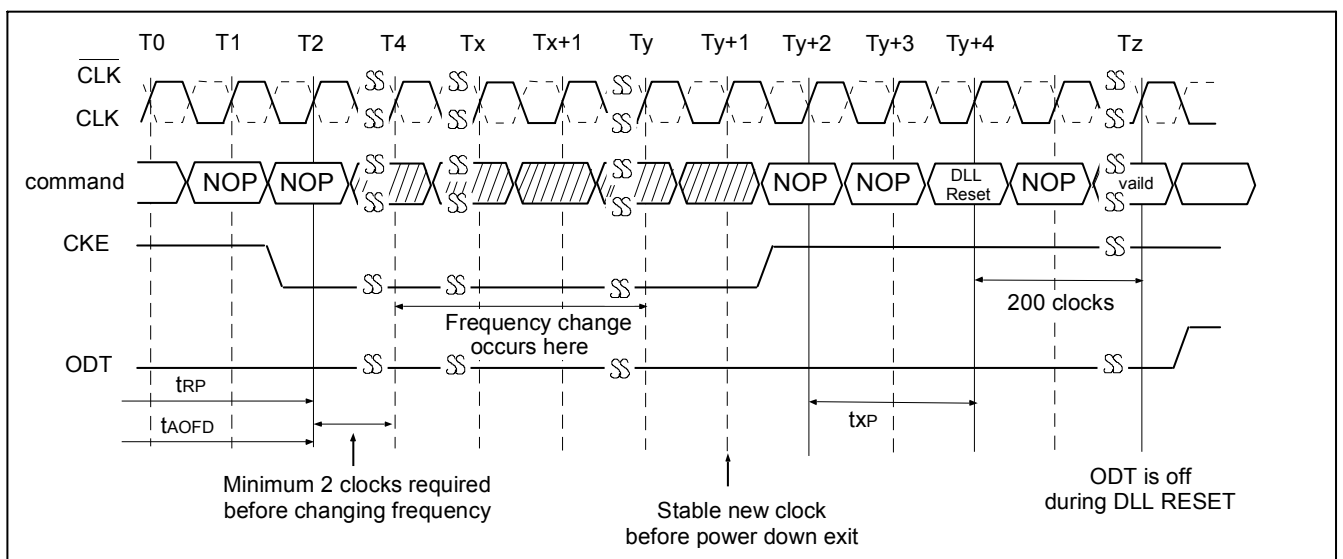 T0 T1 T2 T4 Tx Tx+1 Ty Ty+1 Ty+2 Ty+3 Ty+4 Tz
CLK
CLK
command NOP NOP NOP NOP DLL Reset NOP vaild
CKE
200 clocks
Frequency change
occurs here
ODT
tRP
tXP
tAOFD
Minimum 2 clocks required
before changing frequency
Stable new clock
before power down exit
ODT is off
during DLL RESET